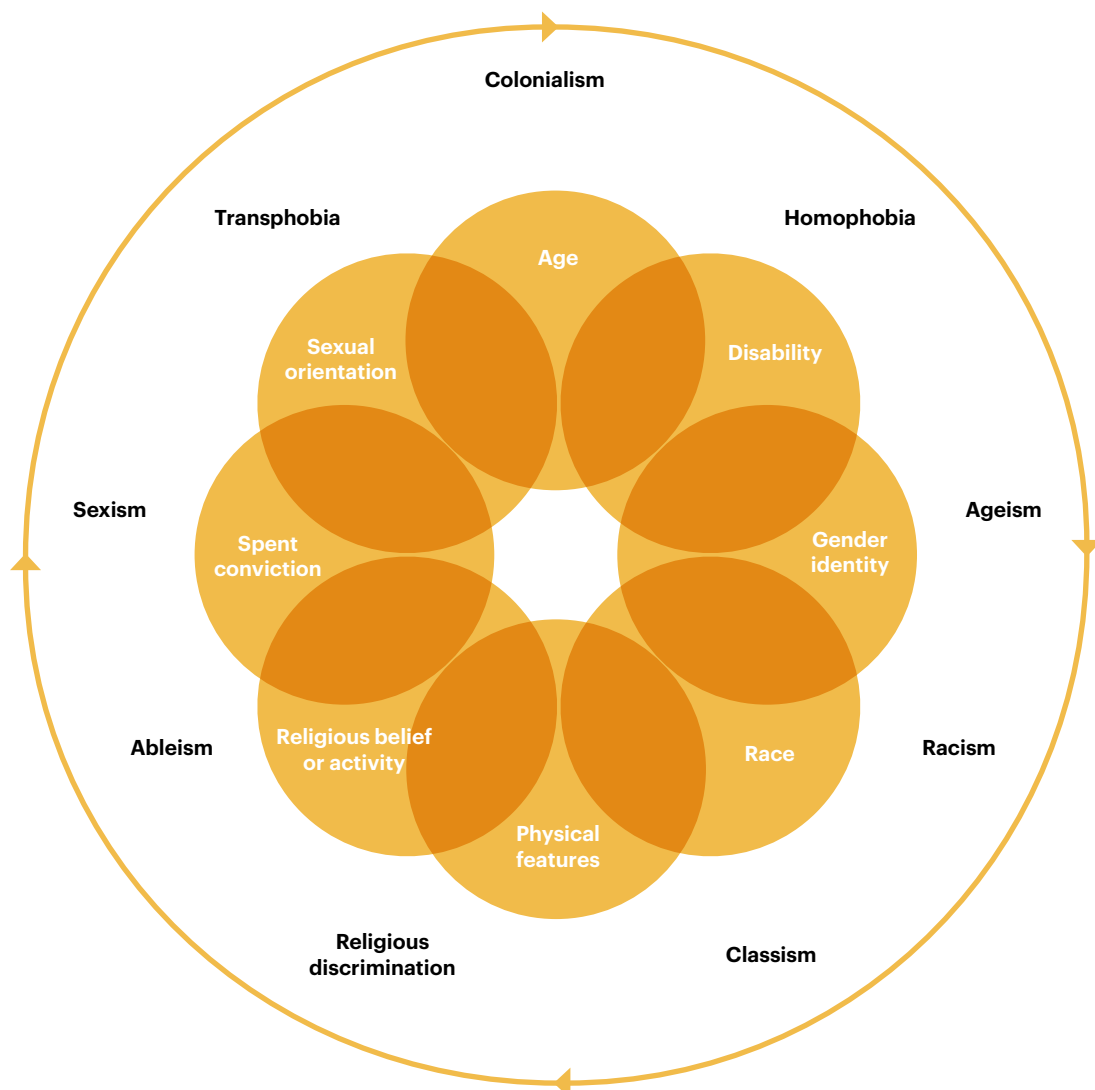 Colonialism
Transphobia
Homophobia
Age
Sexual
orientation
Disability
Sexism
Ageism
Spent
conviction
Gender
identity
Ableism
Religious belief
or activity
Race
Racism
Physical
features
Religious
discrimination
Classism